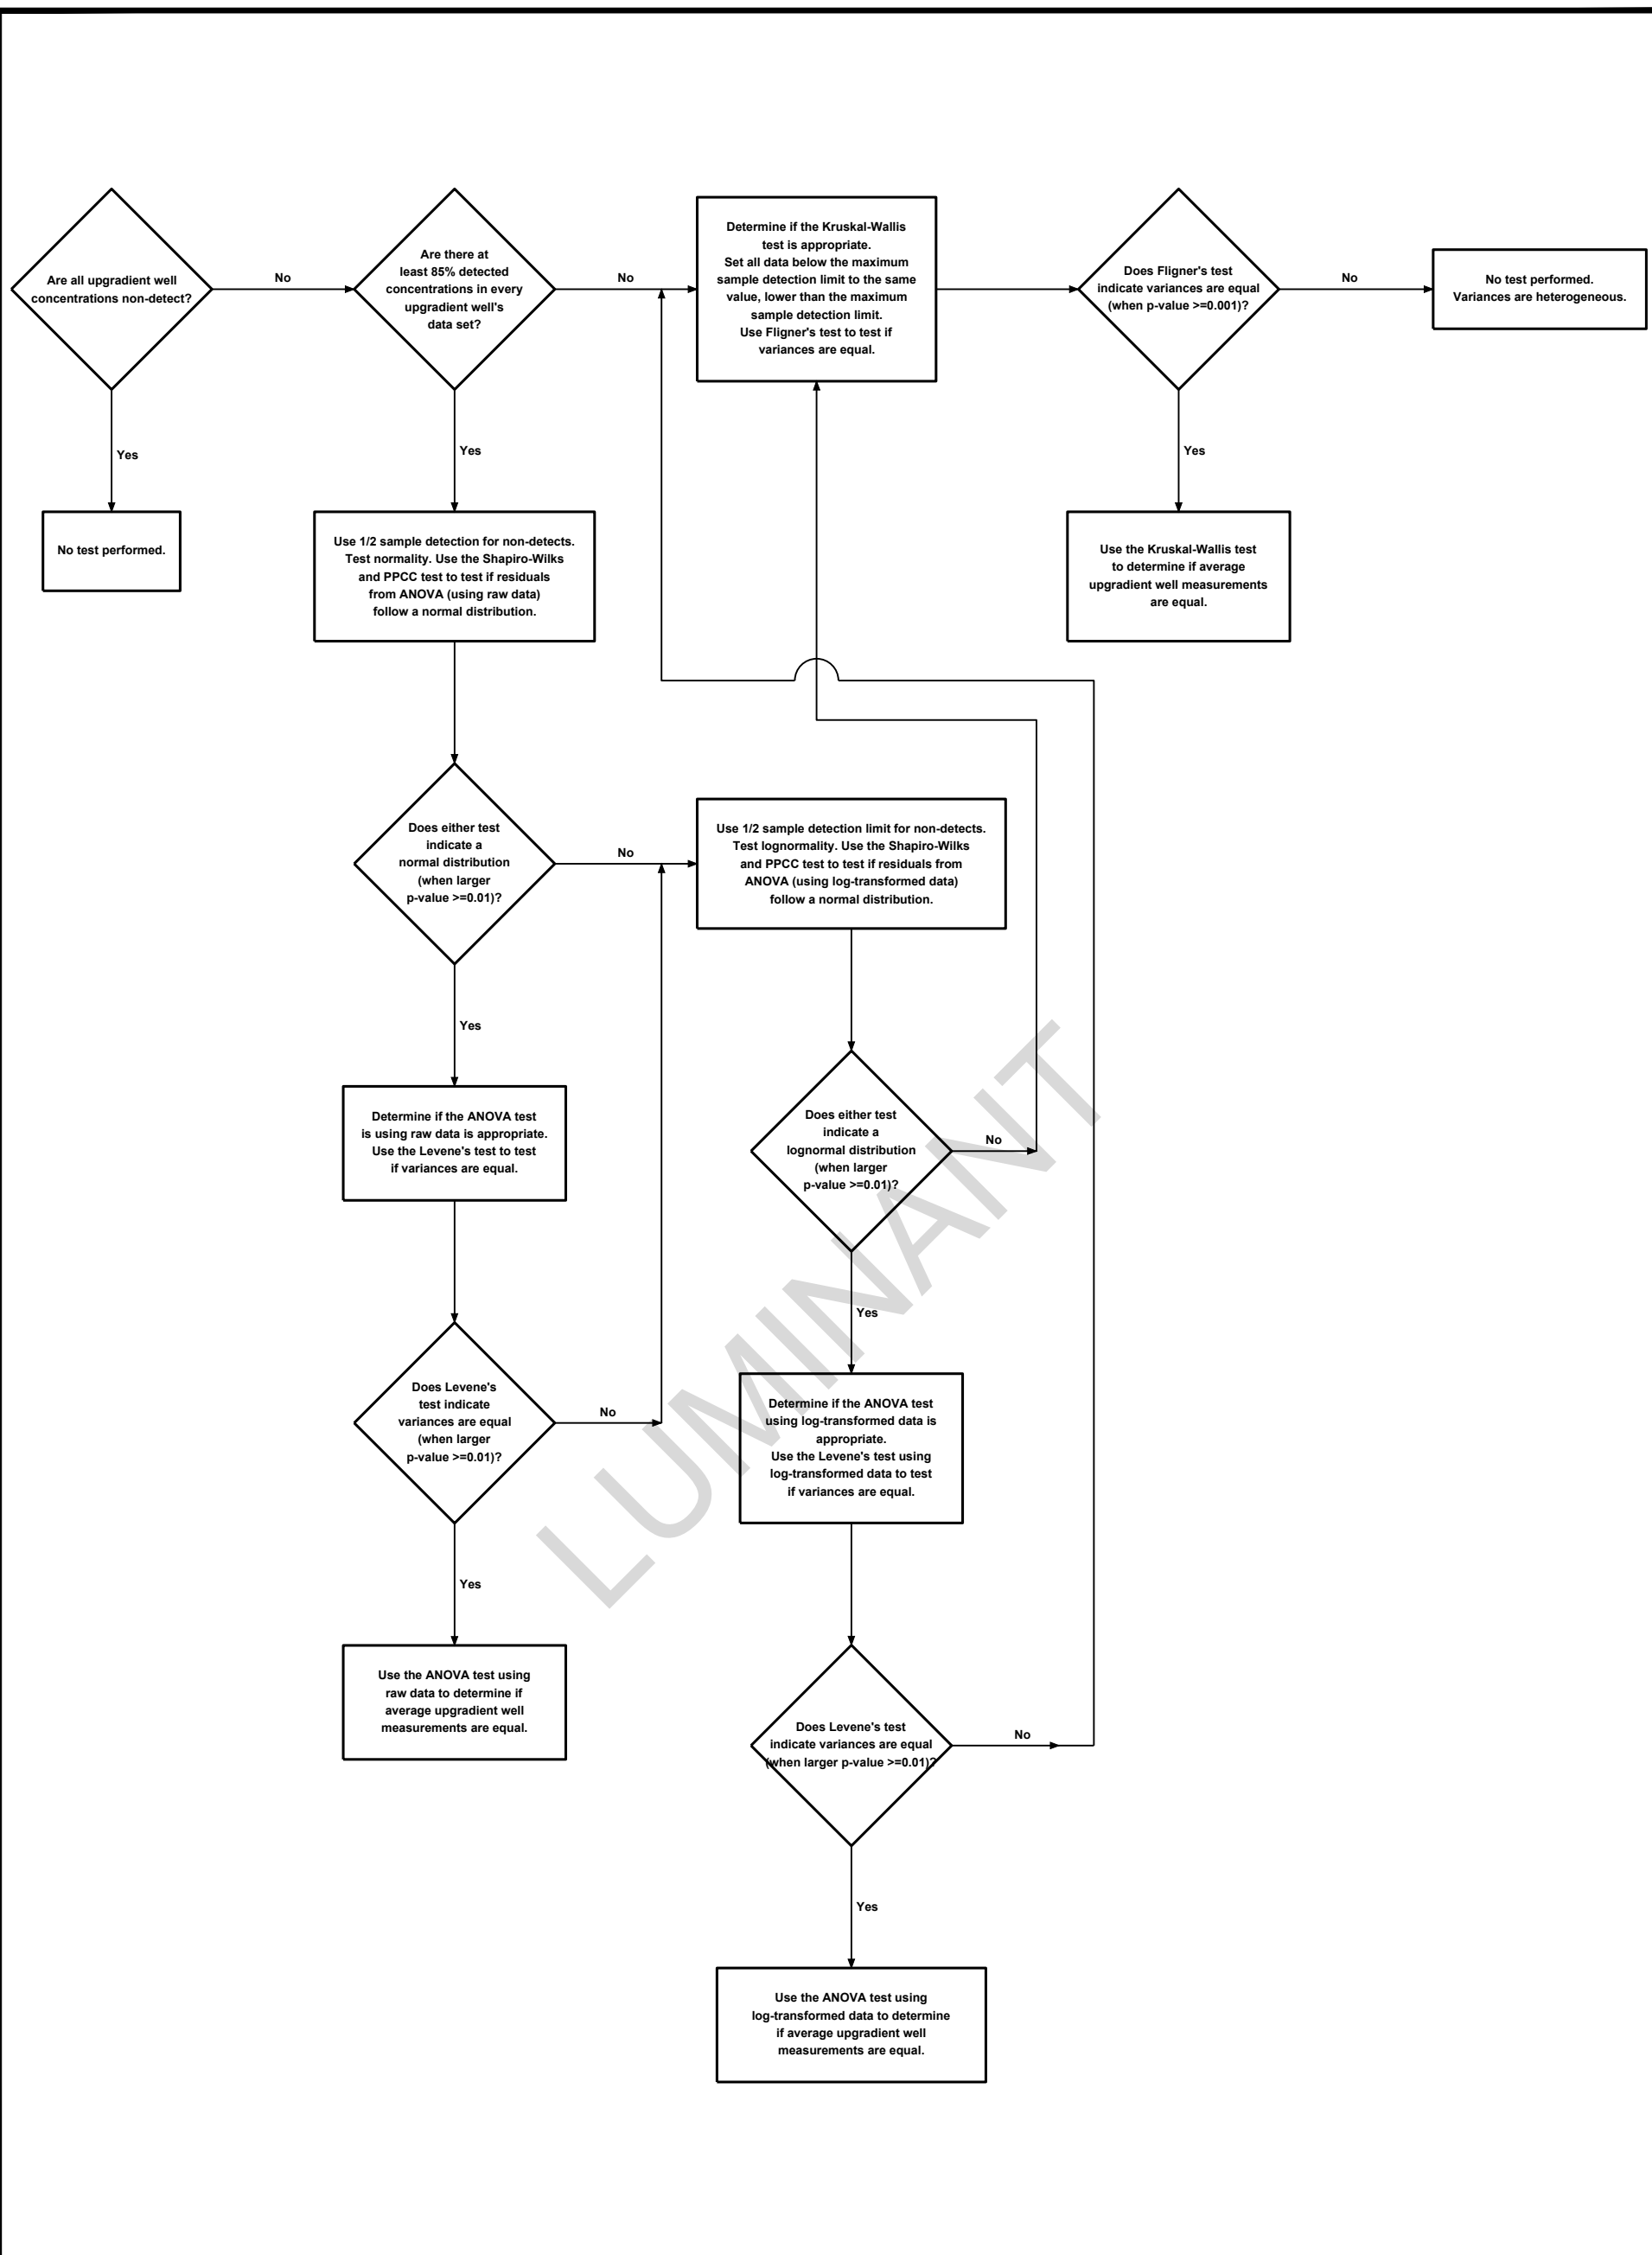 Are all upgradient well
concentrations non-detect?
No
Yes
No test performed.
Are there at
least 85% detected
concentrations in every
upgradient well's
data set?
No
Yes
Determine if the Kruskal-Wallis
test is appropriate.
Set all data below the maximum
sample detection limit to the same
value, lower than the maximum
sample detection limit.
Use Fligner's test to test if
variances are equal.
Does Fligner's test
indicate variances are equal
(when p-value >=0.001)?
No
No test performed.
Variances are heterogeneous.
Yes
Use the Kruskal-Wallis test
to determine if average
upgradient well measurements
are equal.
Use 1/2 sample detection for non-detects.
Test normality. Use the Shapiro-Wilks
and PPCC test to test if residuals
from ANOVA (using raw data)
follow a normal distribution.
Does either test
indicate a
normal distribution
(when larger
p-value >=0.01)?
No
Yes
Use 1/2 sample detection limit for non-detects.
Test lognormality. Use the Shapiro-Wilks
and PPCC test to test if residuals from
ANOVA (using log-transformed data)
follow a normal distribution.
Determine if the ANOVA test
is using raw data is appropriate.
Use the Levene's test to test
if variances are equal.
Does either test
indicate a
lognormal distribution
(when larger
p-value >=0.01)?
No
Yes
Does Levene's
test indicate
variances are equal
(when larger
p-value >=0.01)?
No
Yes
Determine if the ANOVA test
using log-transformed data is
appropriate.
Use the Levene's test using
log-transformed data to test
if variances are equal.
Use the ANOVA test using
raw data to determine if
average upgradient well
measurements are equal.
Does Levene's test
indicate variances are equal
(when larger p-value >=0.01)?
No
Yes
Use the ANOVA test using
log-transformed data to determine
if average upgradient well
measurements are equal.
LUMINANT